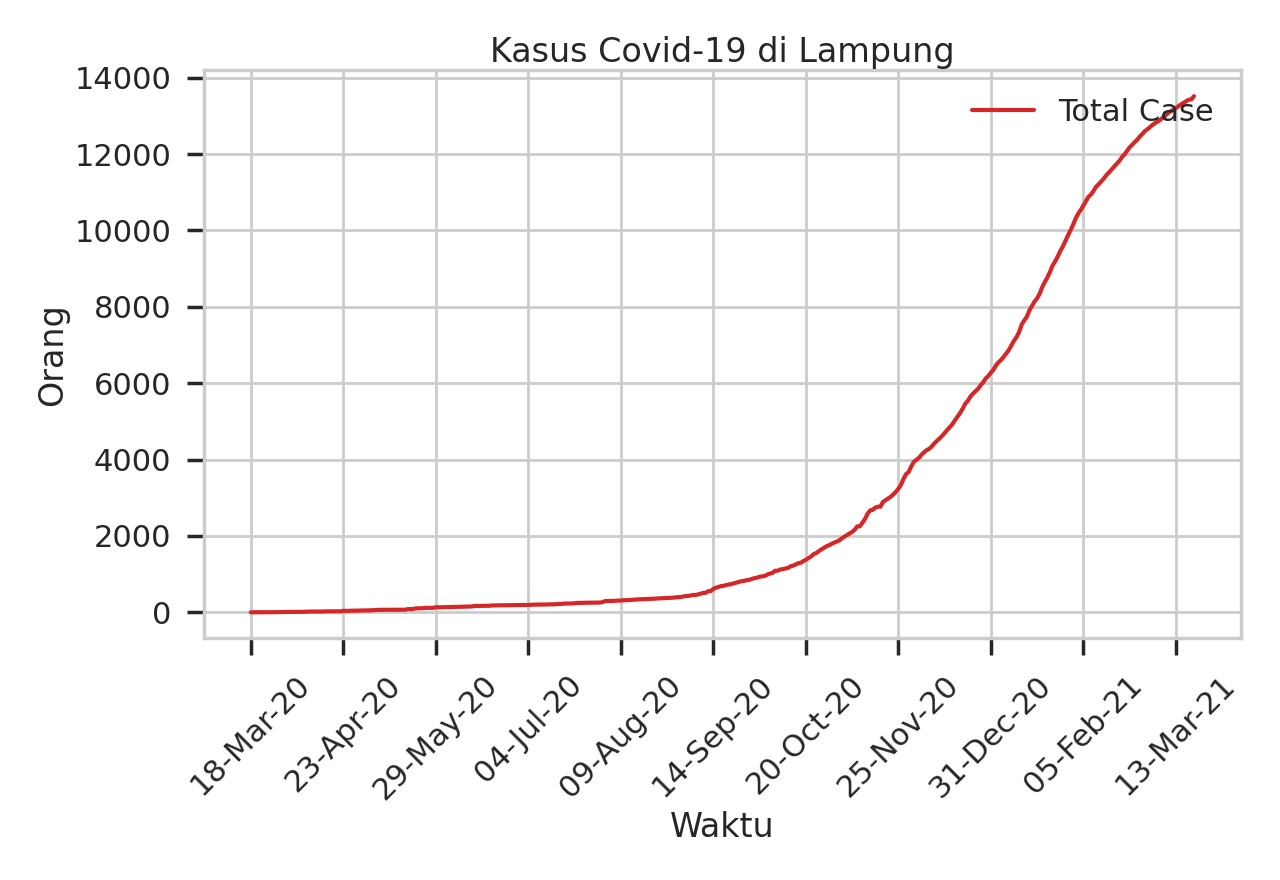 Kasus Covid-19 di Lampung
14000
12000
10000
8000
6000
4000
2000
0
Orang
Total Case
18-Mar-20
23-Apr-20
29-May-20
04-Jul-20
09-Aug-20
14-Sep-20
20-Oct-20
25-Nov-20
31-Dec-20
05-Feb-21
13-Mar-21
Waktu